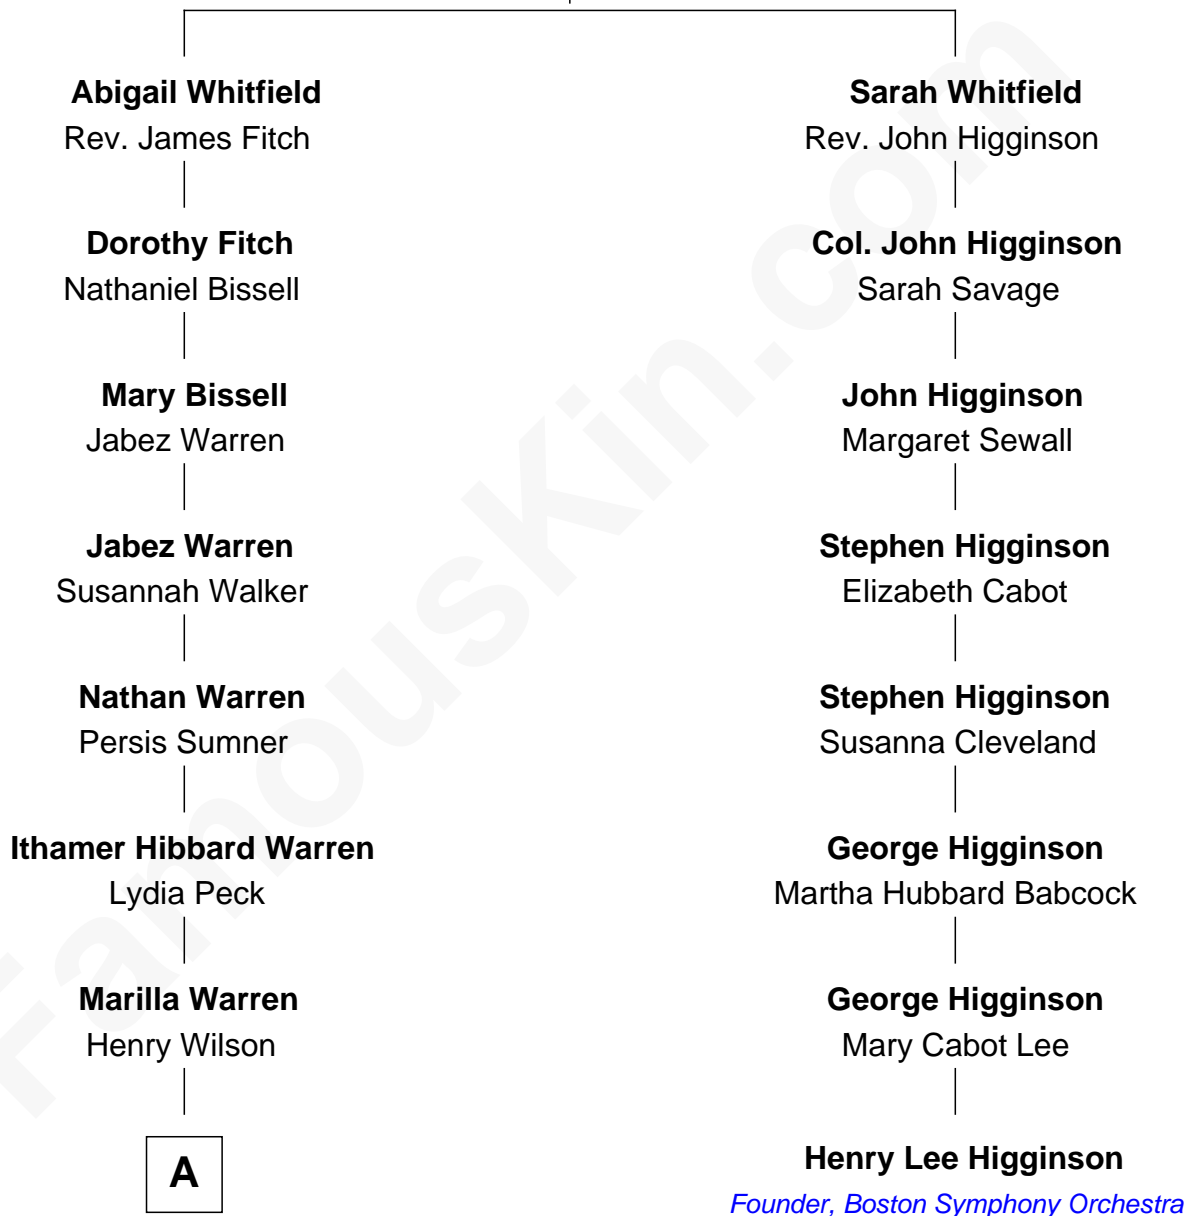 Abigail Whitfield
Rev. James Fitch
Sarah Whitfield
Rev. John Higginson
Dorothy Fitch
Nathaniel Bissell
Col. John Higginson
Sarah Savage
Mary Bissell
Jabez Warren
John Higginson
Margaret Sewall
Jabez Warren
Susannah Walker
Stephen Higginson
Elizabeth Cabot
Nathan Warren
Persis Sumner
Stephen Higginson
Susanna Cleveland
Ithamer Hibbard Warren
Lydia Peck
George Higginson
Martha Hubbard Babcock
Marilla Warren
Henry Wilson
George Higginson
Mary Cabot Lee
A
Henry Lee Higginson
Founder, Boston Symphony Orchestra
FamousKin.com